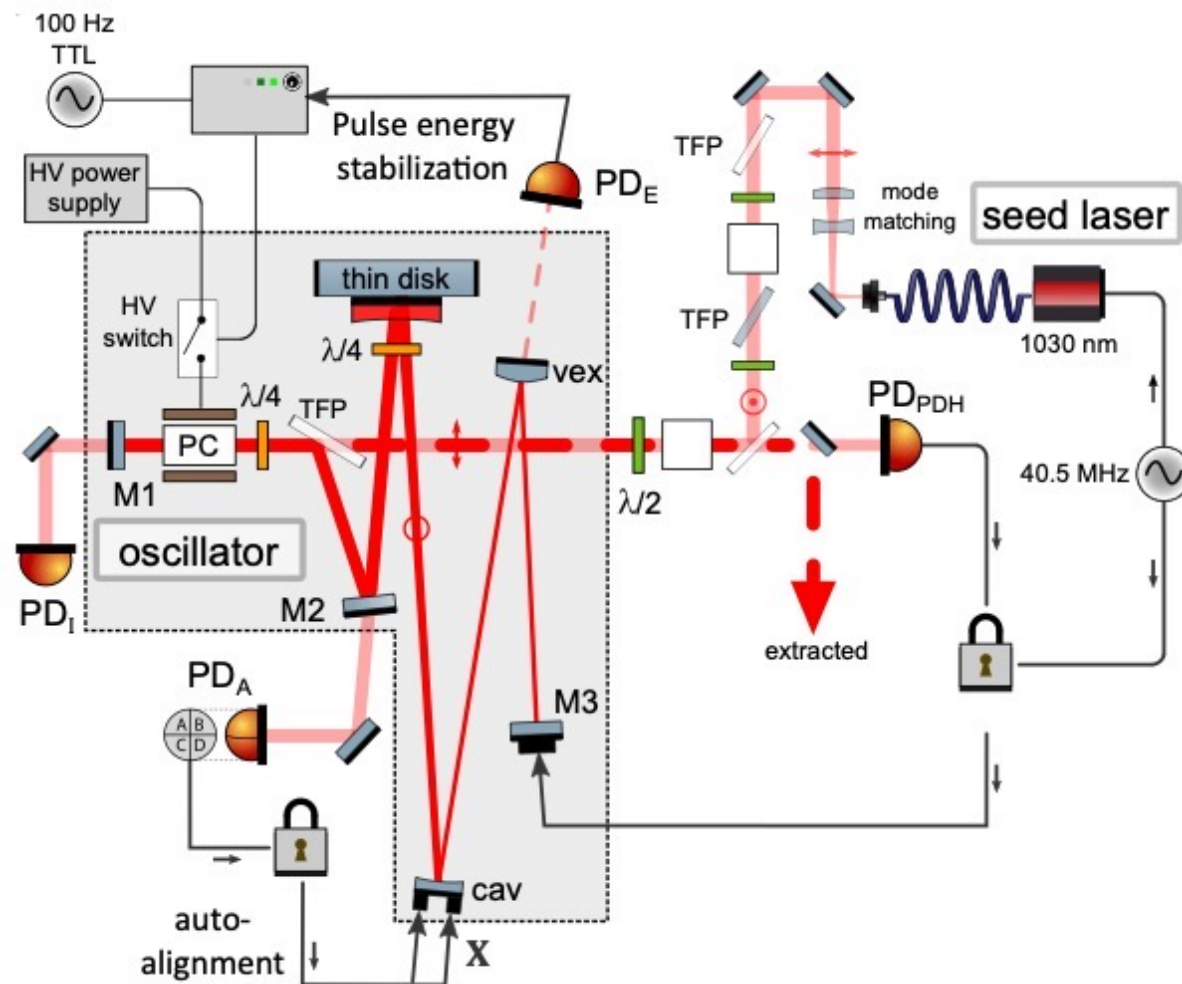 100 Hz
TTL
Pulse energy
stabilization
HV power
supply
PD_E
TFP
mode
matching
seed laser
thin disk
HV
switch
λ/4
TFP
1030 nm
λ/4
TFP
vex
PD_PDH
PC
M1
λ/2
40.5 MHz
oscillator
PD_I
M2
extracted
PD_A
M3
A B
C D
cav
auto-
alignment
X